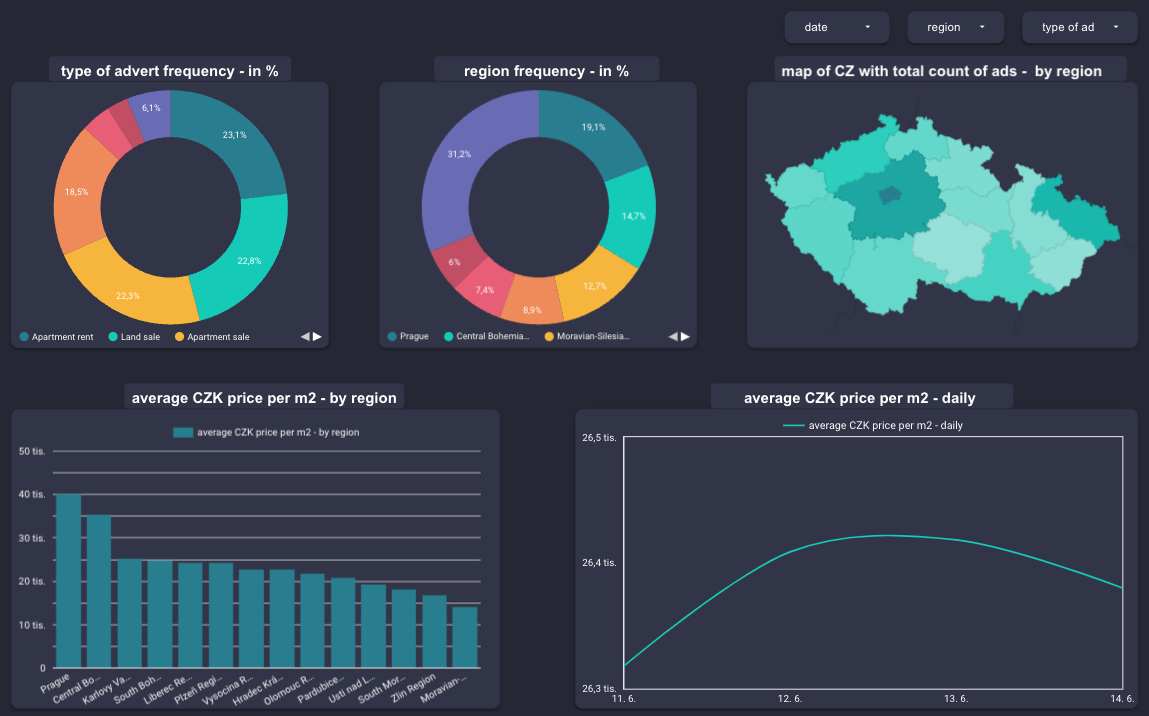 date
region
type of ad
type of advert frequency - in %
region frequency - in %
map of CZ with total count of ads - by region
6,1%
23,1%
18,5%
22,8%
22,3%
Apartment rent
Land sale
Apartment sale
31,2%
19,1%
14,7%
6%
7,4%
8,9%
12,7%
Prague
Central Bohemia...
Moravian-Silesia...
average CZK price per m2 - by region
average CZK price per m2 - by region
50 tis.
40 tis.
30 tis.
20 tis.
10 tis.
0
Prague
Central Bo...
Karlovy Va...
South Boh...
Liberec Re...
Plzeň Regi...
Vysocina R...
Hradec Krá...
Olomouc R...
Pardubice...
Usti nad L...
South Mor...
Zlin Region
Moravian-...
average CZK price per m2 - daily
average CZK price per m2 - daily
26,5 tis.
26,4 tis.
26,3 tis.
11. 6.
12. 6.
13. 6.
14. 6.